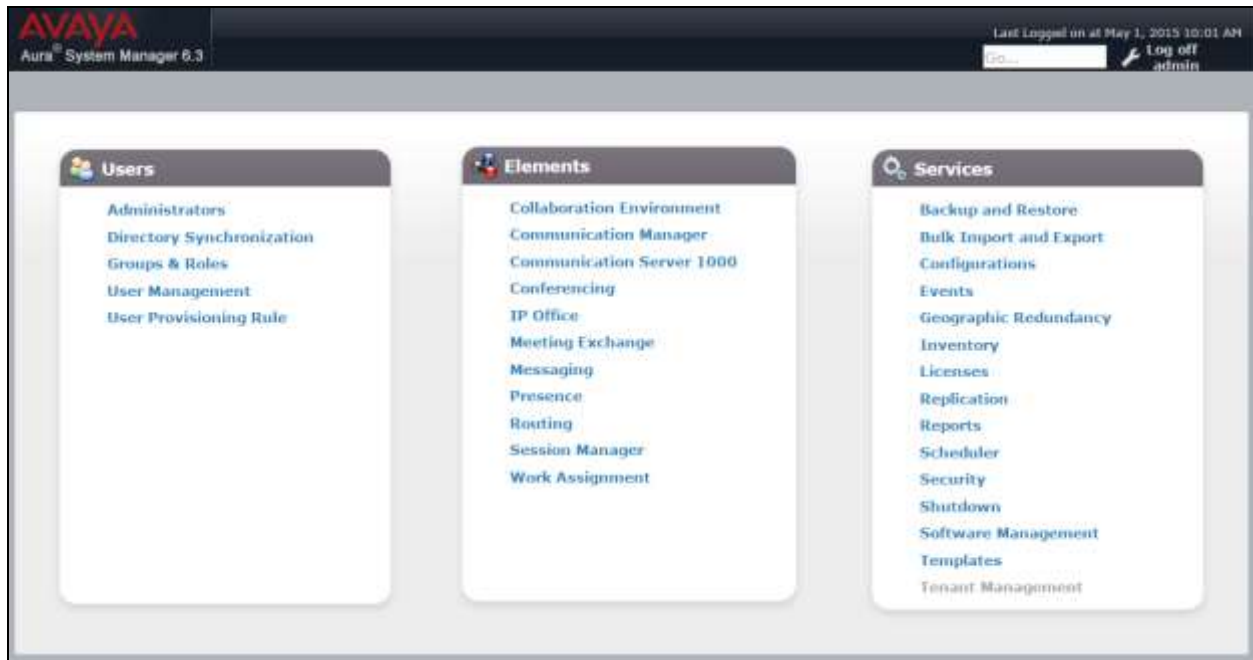 AVAYA
Aura® System Manager 6.3
Last Logged on at May 1, 2015 10:01 AM
Go...
Log off
admin
Users
Administrators
Directory Synchronization
Groups & Roles
User Management
User Provisioning Rule
Elements
Collaboration Environment
Communication Manager
Communication Server 1000
Conferencing
IP Office
Meeting Exchange
Messaging
Presence
Routing
Session Manager
Work Assignment
Services
Backup and Restore
Bulk Import and Export
Configurations
Events
Geographic Redundancy
Inventory
Licenses
Replication
Reports
Scheduler
Security
Shutdown
Software Management
Templates
Tenant Management